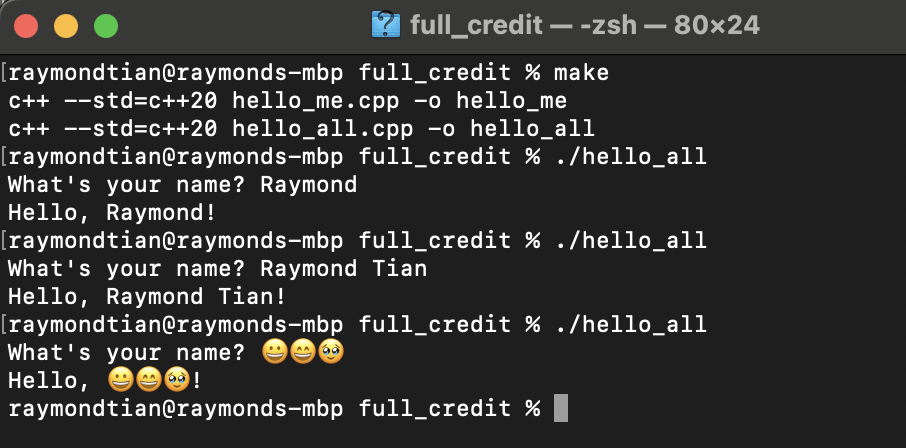 full_credit — -zsh — 80×24
[raymondtian@raymonds-mbp full_credit % make
c++ --std=c++20 hello_me.cpp -o hello_me
c++ --std=c++20 hello_all.cpp -o hello_all
[raymondtian@raymonds-mbp full_credit % ./hello_all
What's your name? Raymond
Hello, Raymond!
[raymondtian@raymonds-mbp full_credit % ./hello_all
What's your name? Raymond Tian
Hello, Raymond Tian!
[raymondtian@raymonds-mbp full_credit % ./hello_all
What's your name? 😀😄🥹
Hello, 😀😄🥹!
raymondtian@raymonds-mbp full_credit %